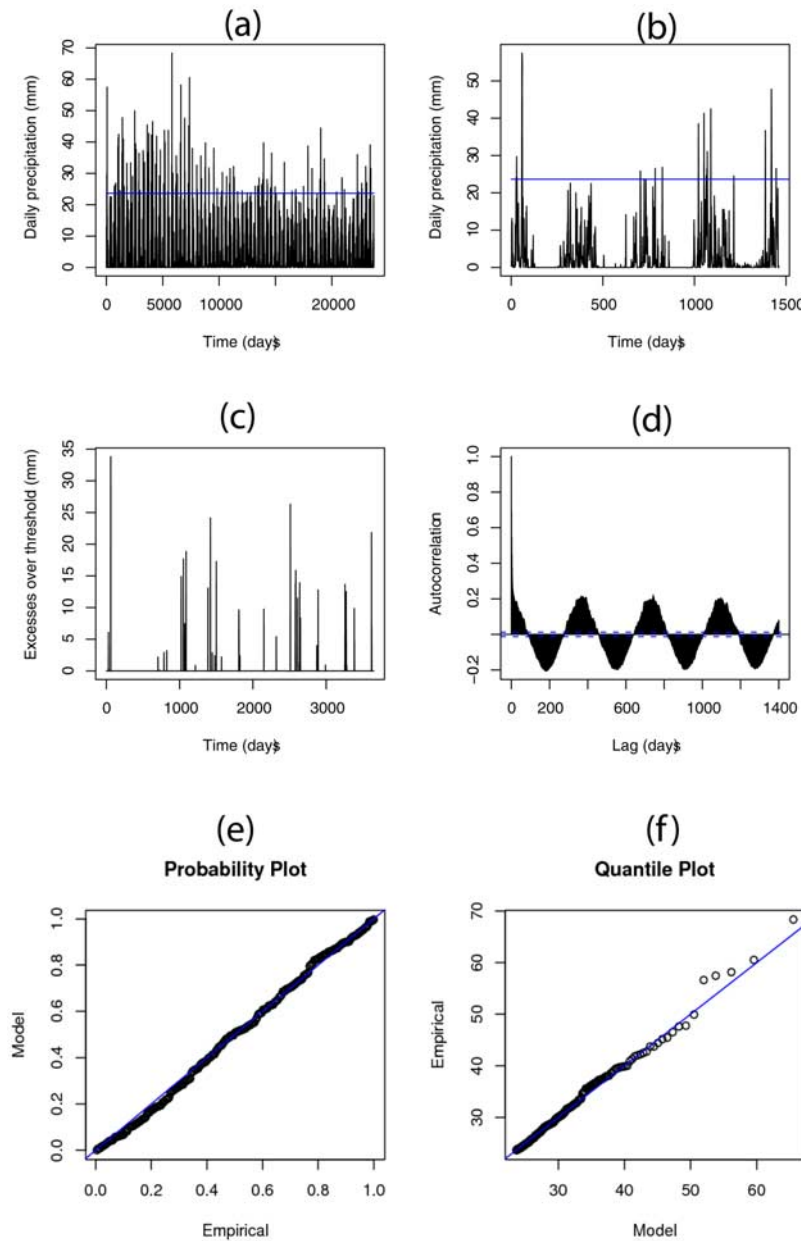 (a)
Daily precipitation (mm)
70
60
50
40
30
20
10
0
0 5000 10000 20000
Time (days)
(b)
Daily precipitation (mm)
50
40
30
20
10
0
0 500 1000 1500
Time (days)
(c)
Excesses over threshold (mm)
35
30
25
20
15
10
5
0
0 1000 2000 3000
Time (days)
(d)
Autocorrelation
1.0
0.6
0.2
−0.2
0 200 600 1000 1400
Lag (days)
(e)
Probability Plot
Model
1.0
0.8
0.6
0.4
0.2
0.0
0.0 0.2 0.4 0.6 0.8 1.0
Empirical
(f)
Quantile Plot
Empirical
70
60
50
40
30
30 40 50 60
Model